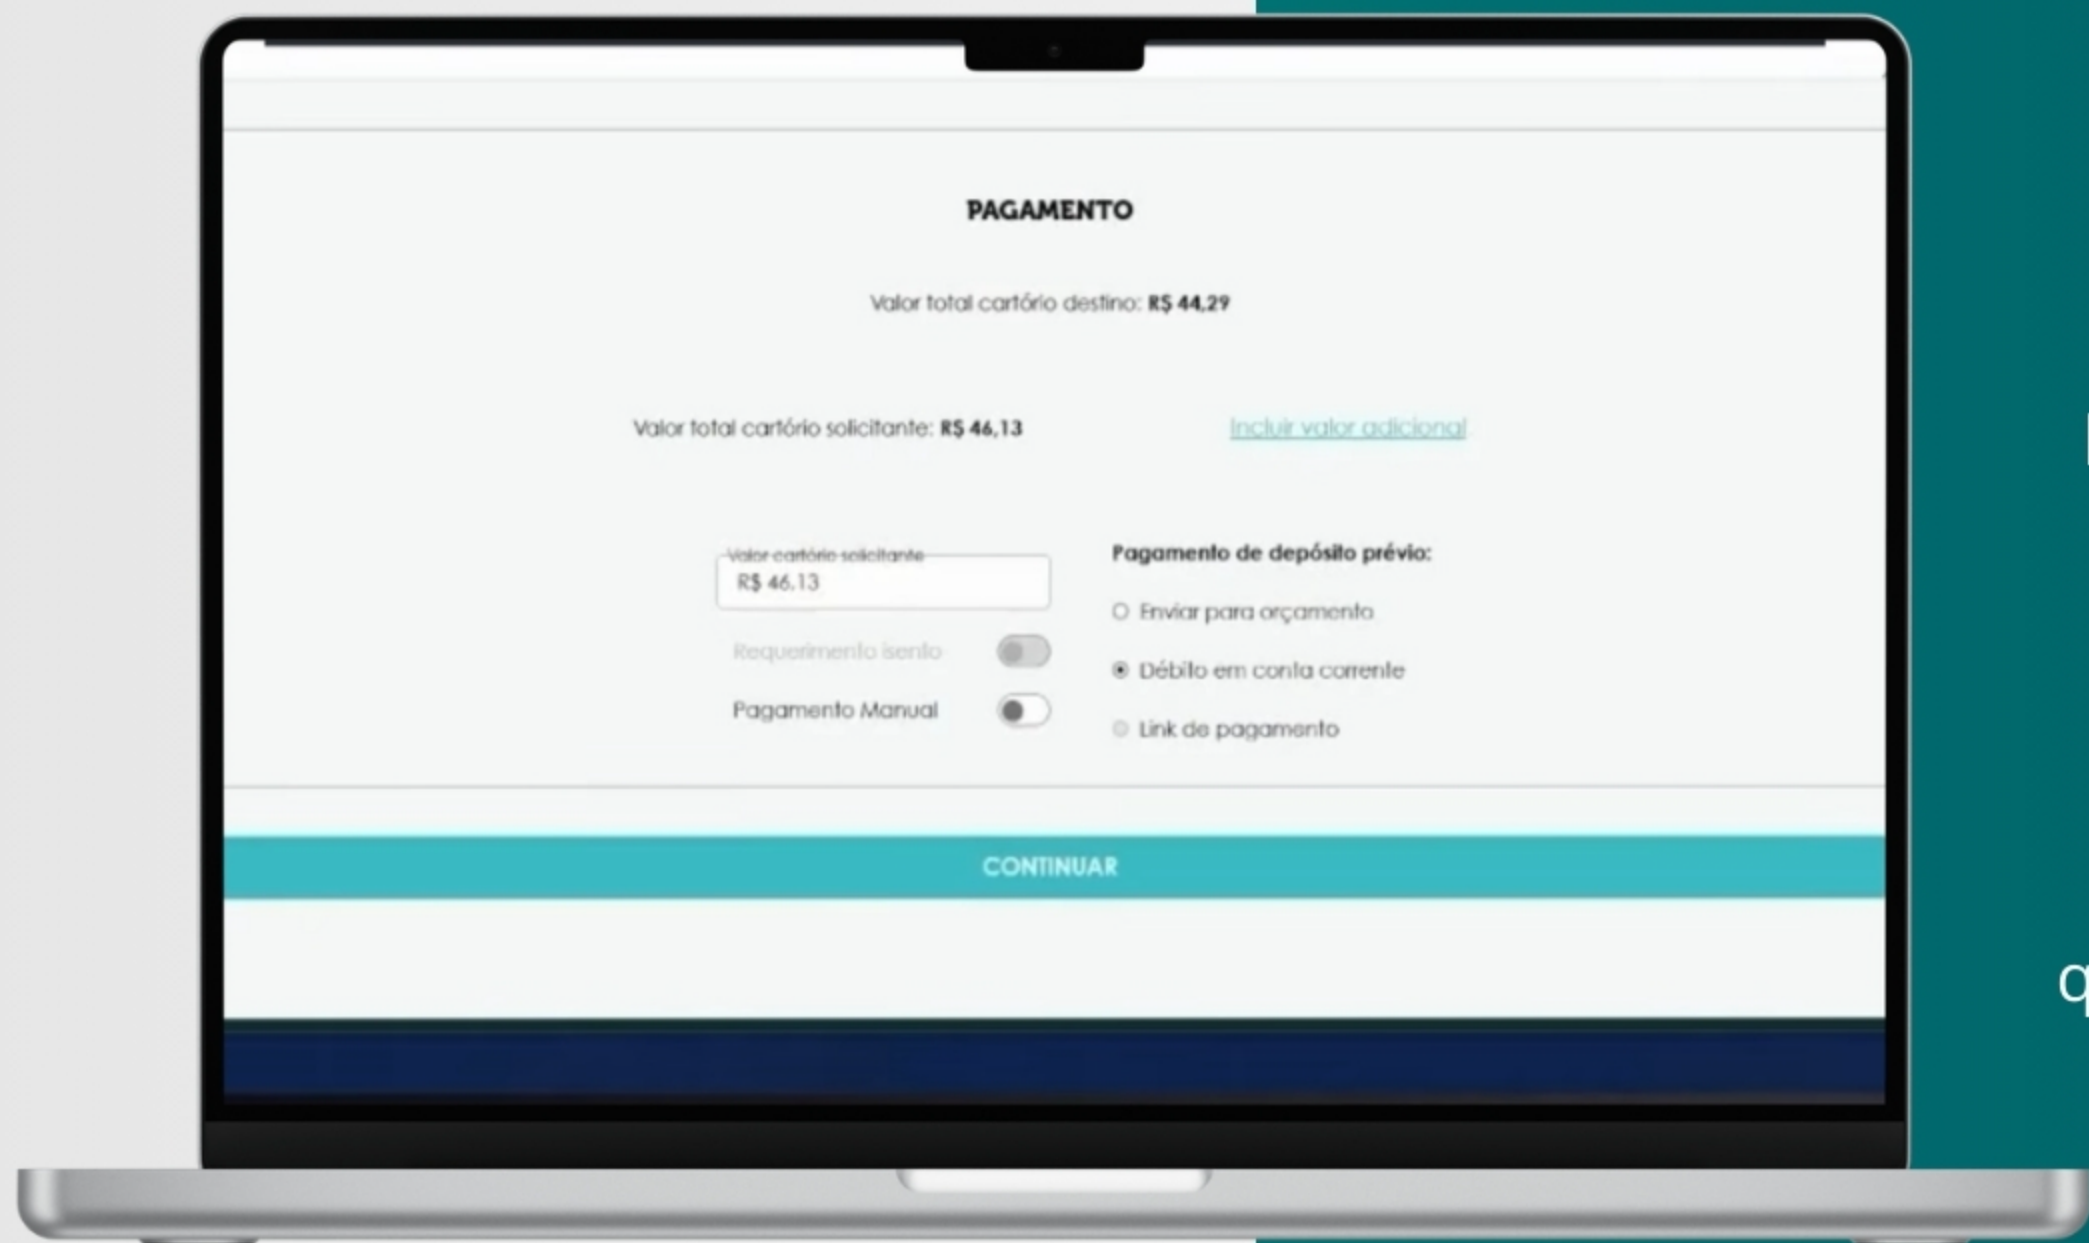 PAGAMENTO
Valor total cartório destino: R$ 44,29
Valor total cartório solicitante: R$ 46,13
Incluir valor adicional
Valor cartório solicitante
R$ 46.13
Requerimento isento
Pagamento Manual
Pagamento de depósito prévio:
Enviar para orçamento
Débito em conta corrente
Link de pagamento
CONTINUAR
q